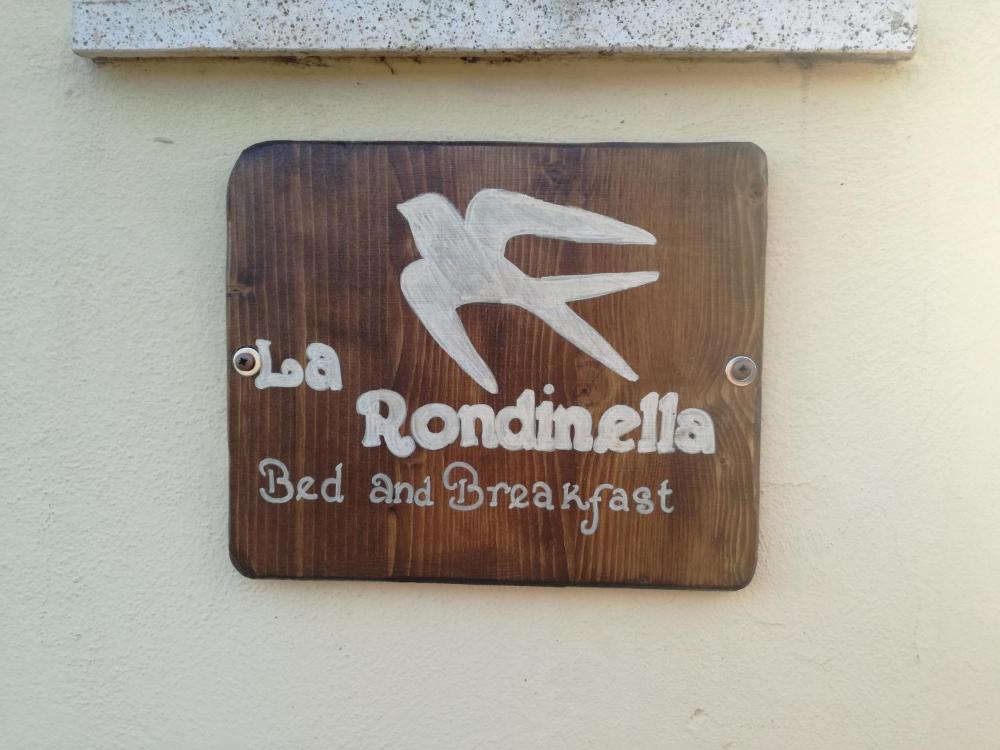 La
Rondinella
Bed and Breakfast